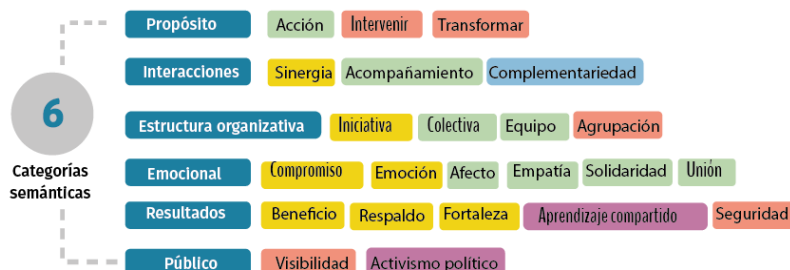 Propósito Acción Intervenir Transformar
Interacciones Sinergia Acompañamiento Complementariedad
6
Estructura organizativa Iniciativa Colectiva Equipo Agrupación
Categorías
semánticas
Emocional Compromiso Emoción Afecto Empatía Solidaridad Unión
Resultados Beneficio Respaldo Fortaleza Aprendizaje compartido Seguridad
Público Visibilidad Activismo político